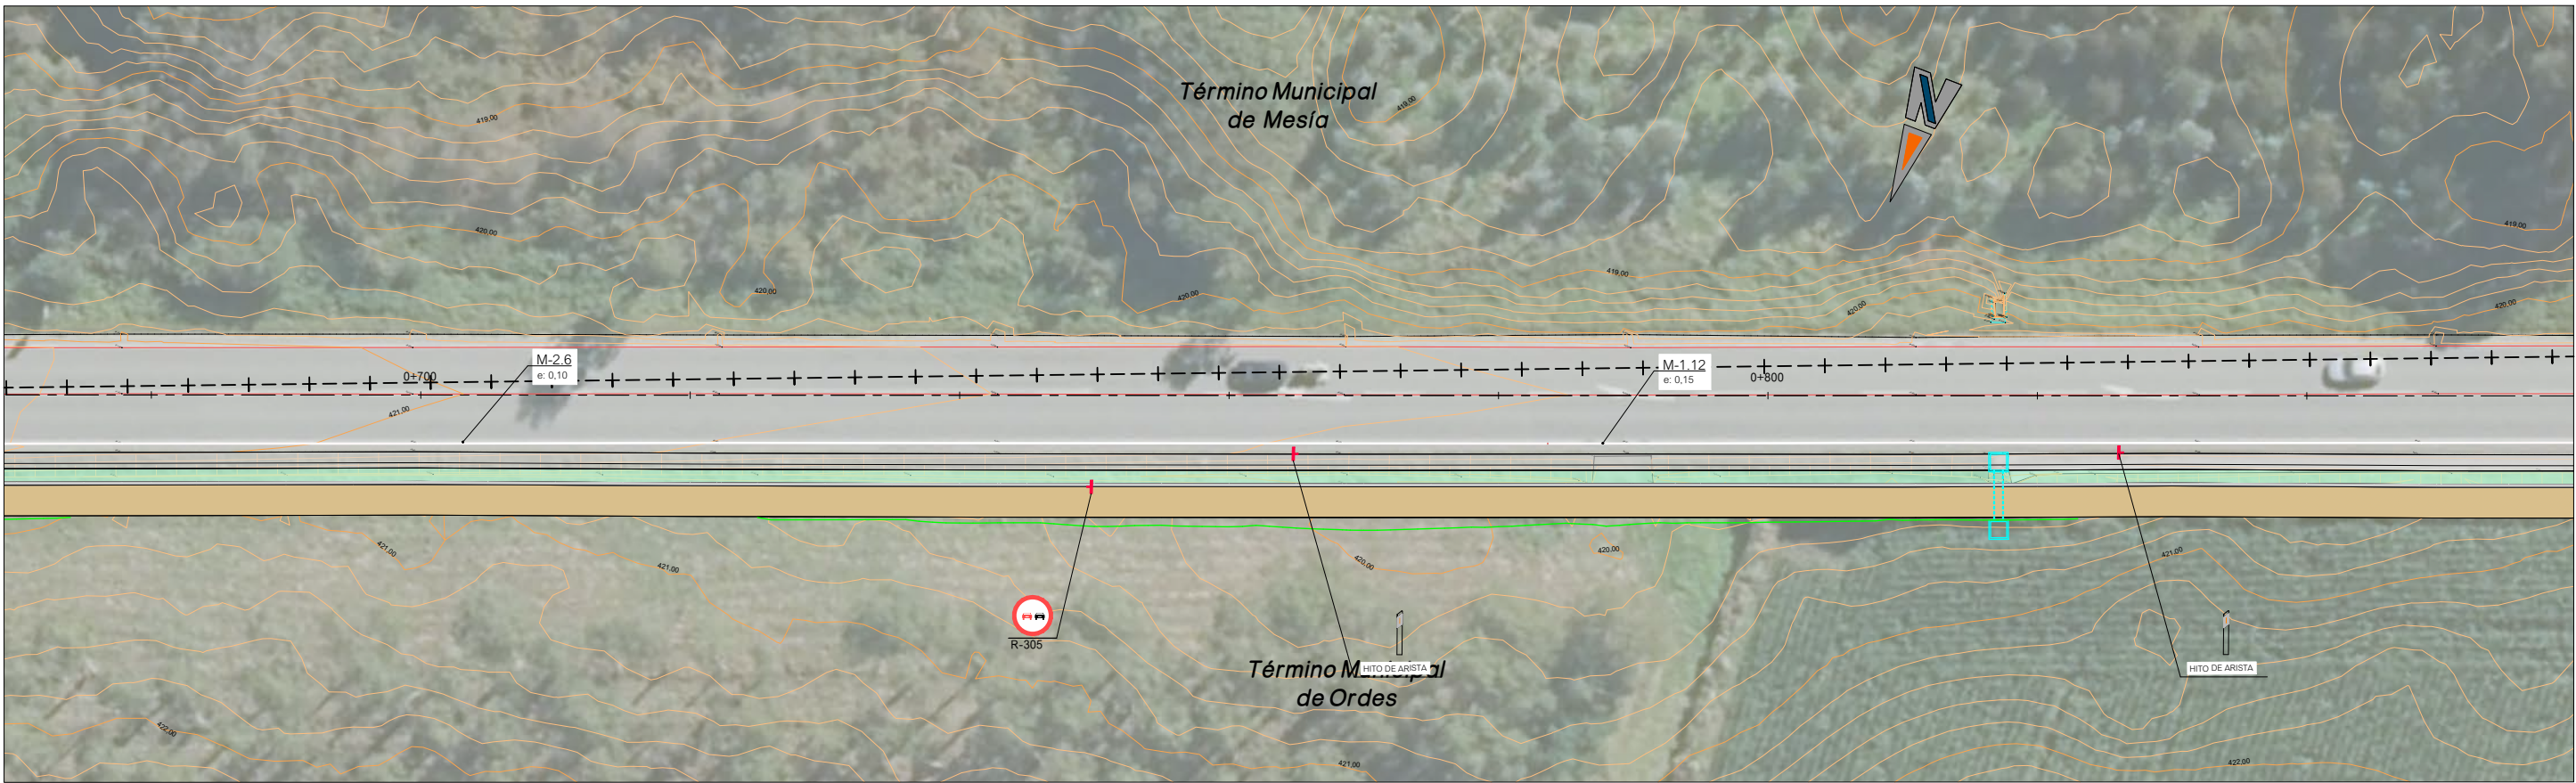 Término Municipal
de Mesía
419,00
419,00
420,00
420,00
420,00
419,00
420,00
419,00
420,00
M-2.6
e: 0,10
0+700
421,00
M-1.12
e: 0,15
0+800
421,00
421,00
420,00
420,00
421,00
R-305
HITO DE ARISTA
HITO DE ARISTA
Término Municipal
de Ordes
422,00
421,00
422,00